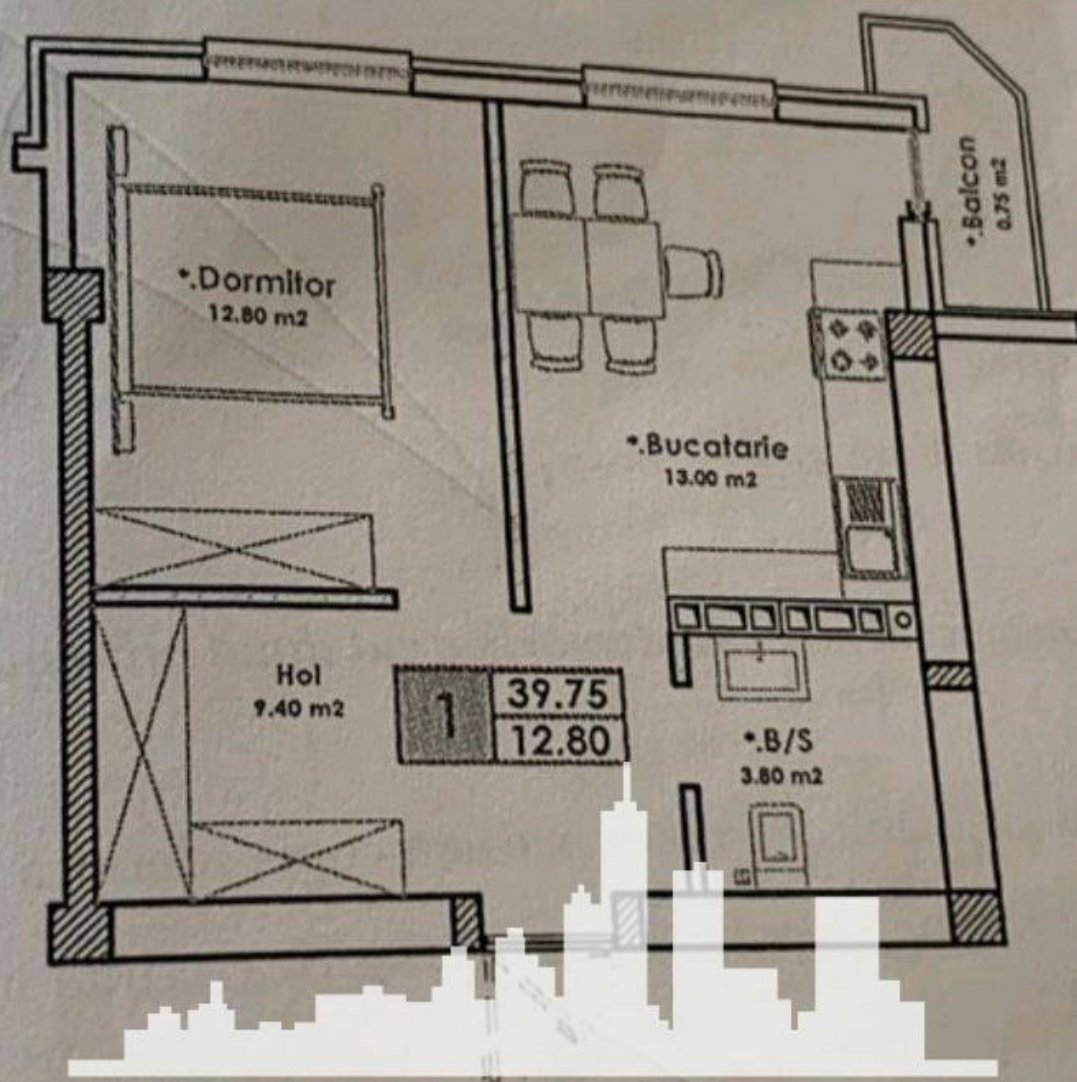 *.Dormitor
12.80 m2
*.Balcon
0.75 m2
*.Bucatarie
13.00 m2
Hol
9.40 m2
1
39.75
12.80
*.B/S
3.80 m2